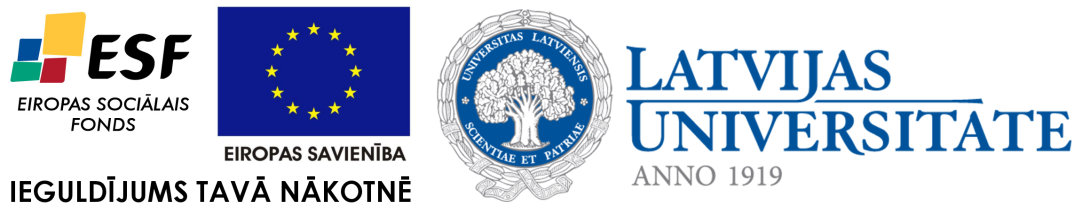 ESF
EIROPAS SOCIĀLAIS
FONDS
EIROPAS SAVIENĪBA
IEGULDĪJUMS TAVĀ NĀKOTNĒ
UNIVERSITAS LATVIENSIS
SCIENTIAE ET PATRIAE
LATVIJAS
UNIVERSITATE
ANNO 1919